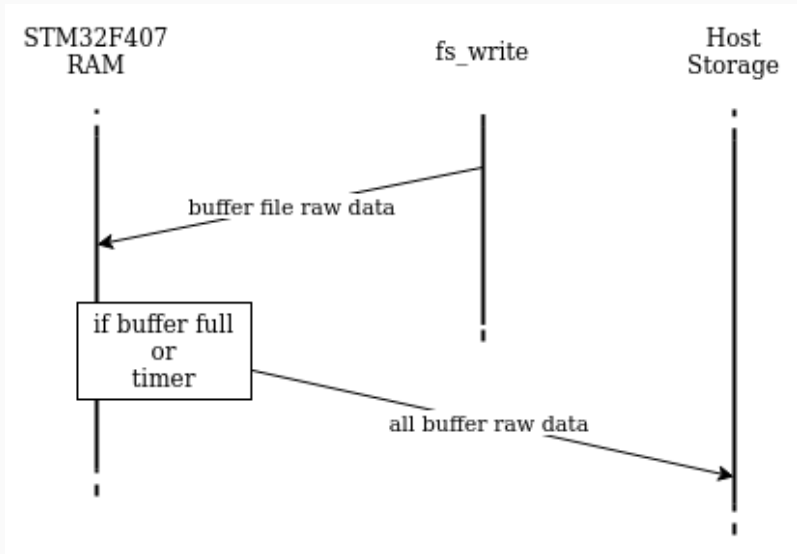 STM32F407
RAM
fs_write
Host
Storage
buffer file raw data
if buffer full
or
timer
all buffer raw data